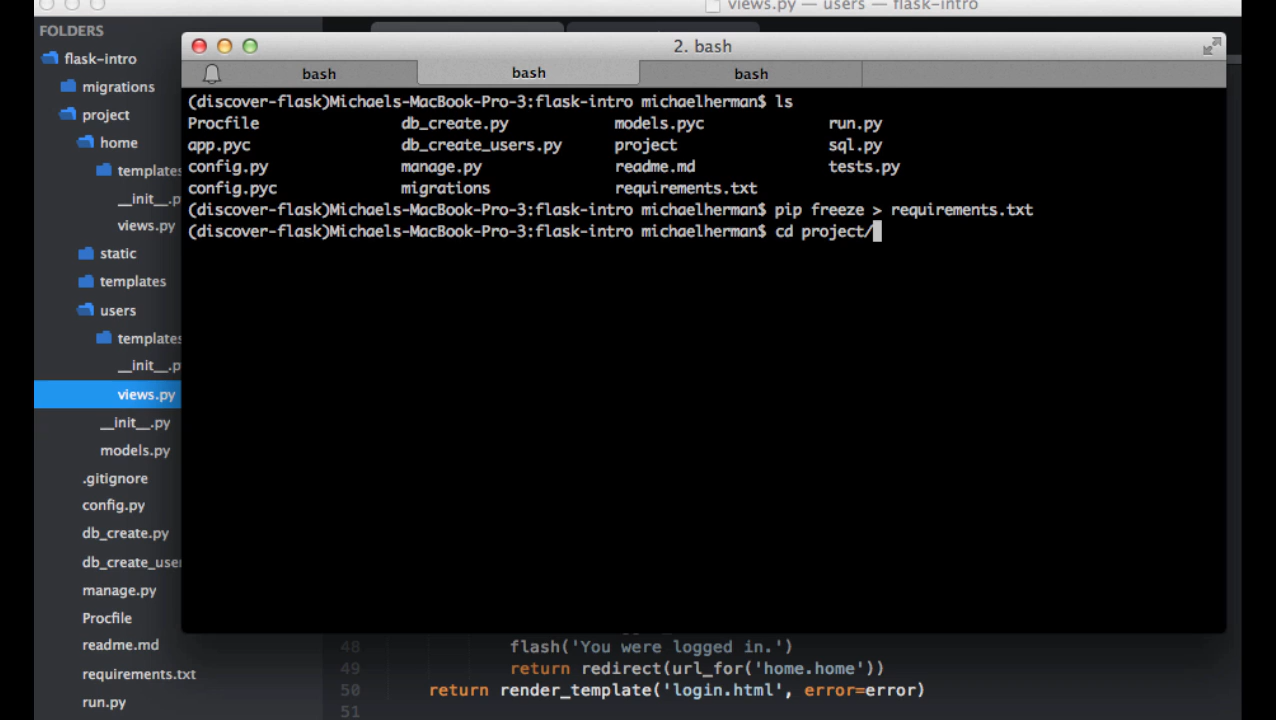 views.py — users — flask-intro
FOLDERS
flask-intro
migrations
project
home
templates
__init__.p
views.py
static
templates
users
templates
__init__.p
views.py
__init__.py
models.py
.gitignore
config.py
db_create.py
db_create_user
manage.py
Procfile
readme.md
requirements.txt
run.py
2. bash
bash bash bash
(discover-flask)Michaels-MacBook-Pro-3:flask-intro michaelherman$ ls
Procfile db_create.py models.pyc run.py
app.pyc db_create_users.py project sql.py
config.py manage.py readme.md tests.py
config.pyc migrations requirements.txt
(discover-flask)Michaels-MacBook-Pro-3:flask-intro michaelherman$ pip freeze > requirements.txt
(discover-flask)Michaels-MacBook-Pro-3:flask-intro michaelherman$ cd project/
48 flash('You were logged in.')
49 return redirect(url_for('home.home'))
50 return render_template('login.html', error=error)
51